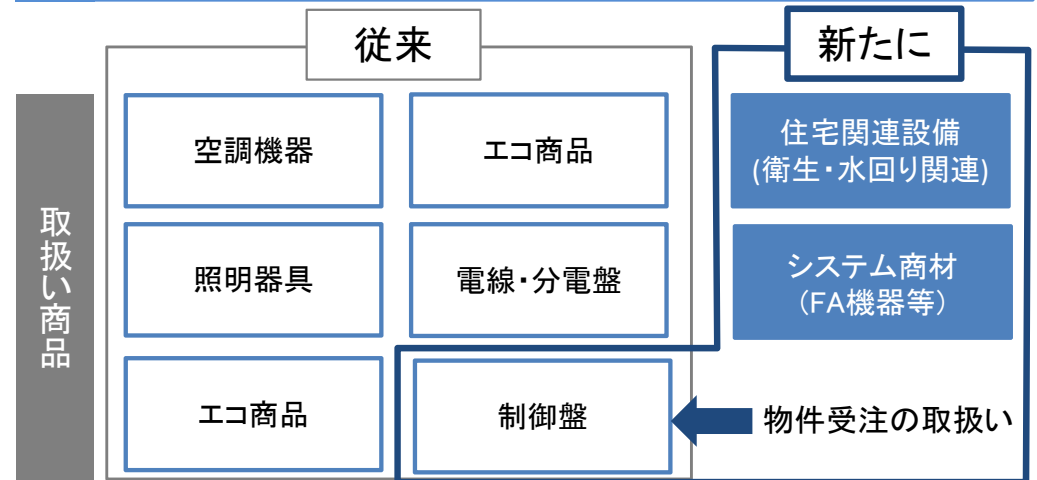 従来
新たに
取扱い商品
空調機器
エコ商品
住宅関連設備
(衛生・水回り関連)
照明器具
電線・分電盤
システム商材
（FA機器等）
エコ商品
制御盤
物件受注の取扱い